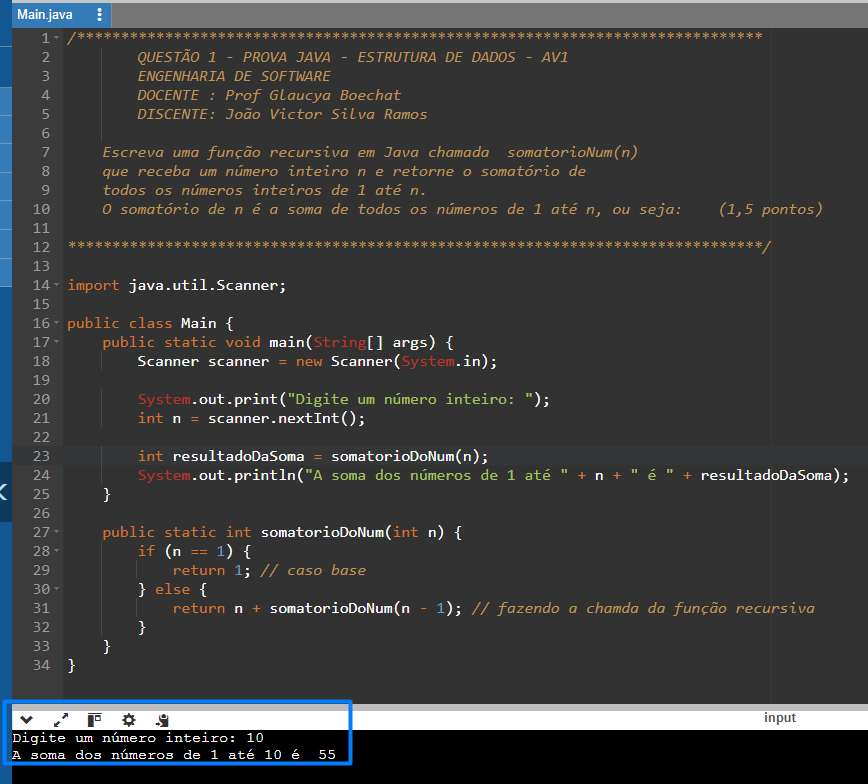 Main.java
1 /******************************************************************************
2 QUESTÃO 1 - PROVA JAVA - ESTRUTURA DE DADOS - AV1
3 ENGENHARIA DE SOFTWARE
4 DOCENTE : Prof Glaucya Boechat
5 DISCENTE: João Victor Silva Ramos
6
7 Escreva uma função recursiva em Java chamada  somatorioNum(n)
8 que receba um número inteiro n e retorne o somatório de
9 todos os números inteiros de 1 até n.
10 O somatório de n é a soma de todos os números de 1 até n, ou seja:    (1,5 pontos)
11
12 *******************************************************************************/
13
14 import java.util.Scanner;
15
16 public class Main {
17 public static void main(String[] args) {
18 Scanner scanner = new Scanner(System.in);
19
20 System.out.print("Digite um número inteiro: ");
21 int n = scanner.nextInt();
22
23 int resultadoDaSoma = somatorioDoNum(n);
24 System.out.println("A soma dos números de 1 até " + n + " é " + resultadoDaSoma);
25 }
26
27 public static int somatorioDoNum(int n) {
28 if (n == 1) {
29 return 1; // caso base
30 } else {
31 return n + somatorioDoNum(n - 1); // fazendo a chamda da função recursiva
32 }
33 }
34 }
input
Digite um número inteiro: 10
A soma dos números de 1 até 10 é  55